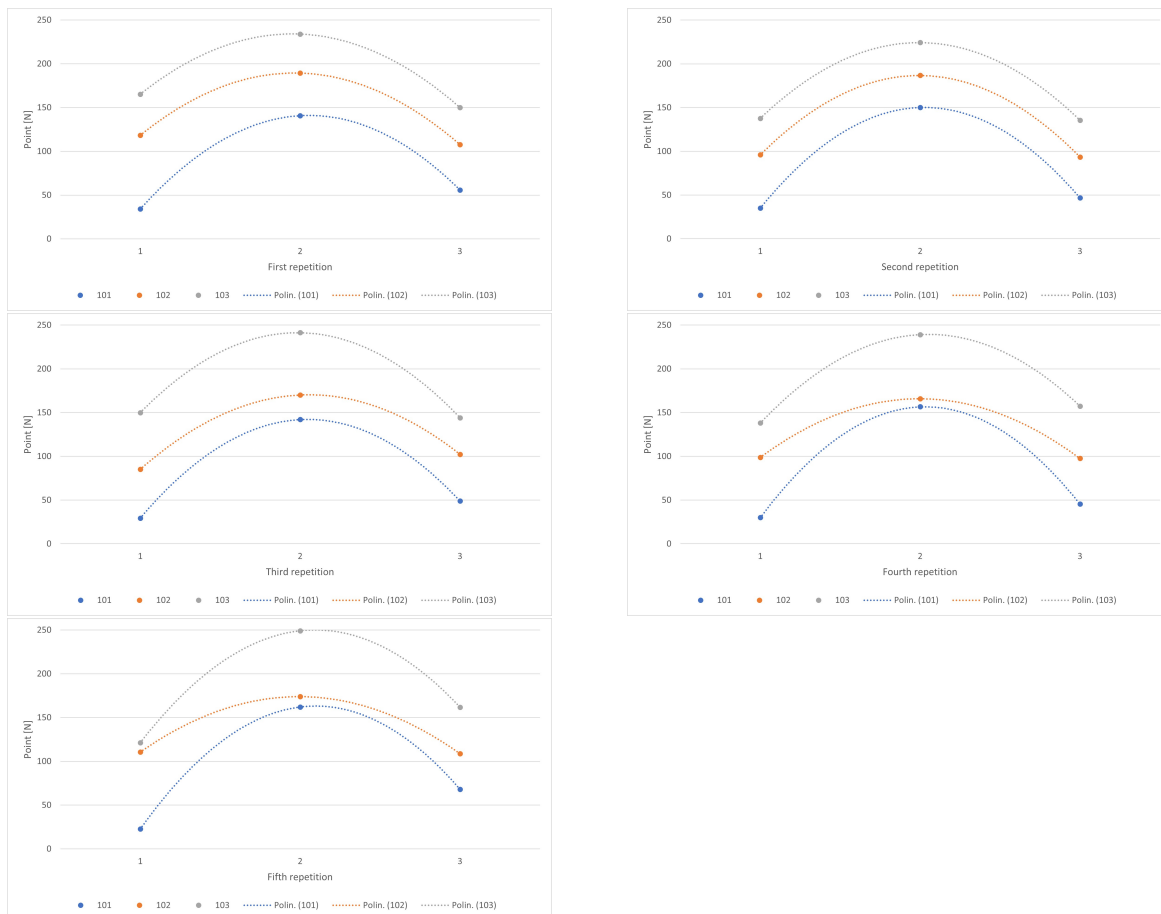 250
200
150
100
50
0
Point [N]
1 2 3
First repetition
101 102 103 Polin. (101) Polin. (102) Polin. (103)
250
200
150
100
50
0
Point [N]
1 2 3
Second repetition
101 102 103 Polin. (101) Polin. (102) Polin. (103)
250
200
150
100
50
0
Point [N]
1 2 3
Third repetition
101 102 103 Polin. (101) Polin. (102) Polin. (103)
250
200
150
100
50
0
Point [N]
1 2 3
Fourth repetition
101 102 103 Polin. (101) Polin. (102) Polin. (103)
250
200
150
100
50
0
Point [N]
1 2 3
Fifth repetition
101 102 103 Polin. (101) Polin. (102) Polin. (103)